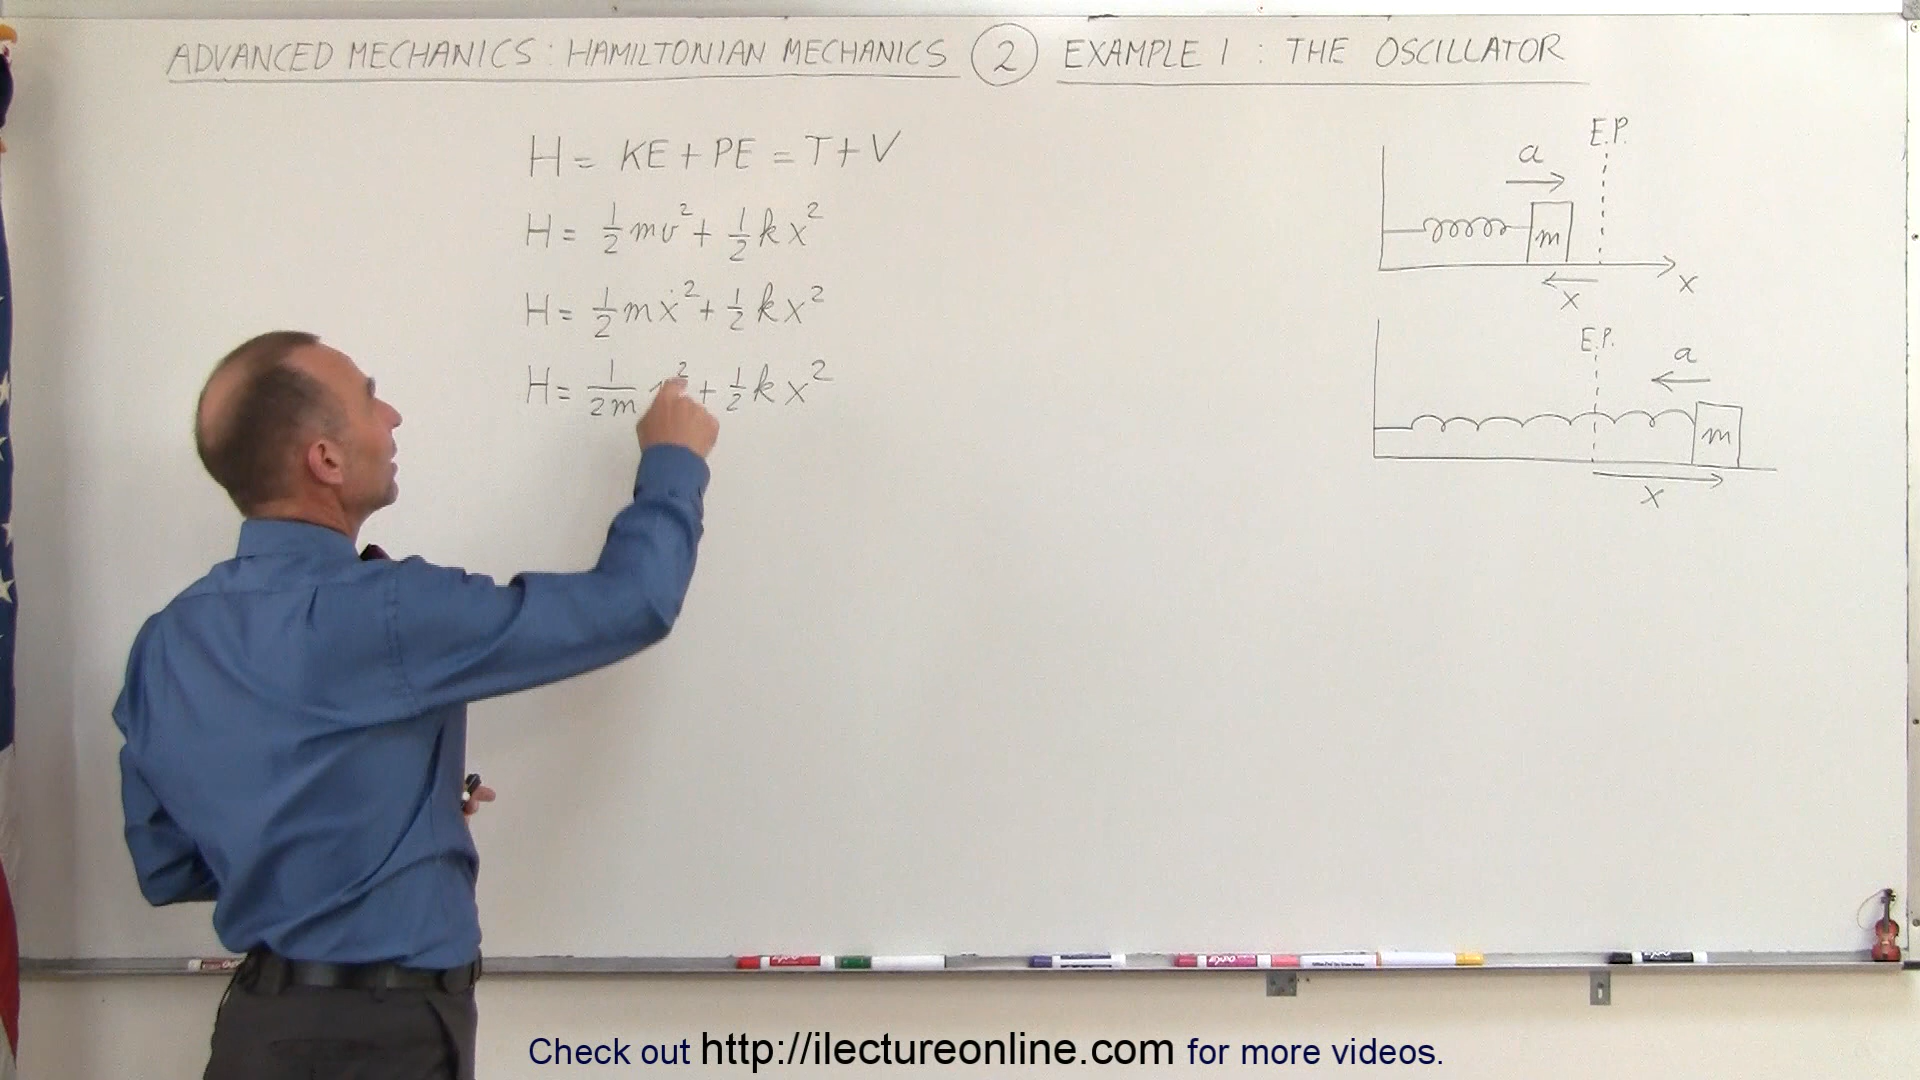 ADVANCED MECHANICS: HAMILTONIAN MECHANICS 2 EXAMPLE 1 : THE OSCILLATOR
H = KE + PE = T + V
H = 1/2 mv² + 1/2 kx²
H = 1/2 mẋ² + 1/2 kx²
H = 1/2m ² + 1/2 kx²
E.P.
a
m
x
x
E.P.
a
m
x
Check out http://ilectureonline.com for more videos.